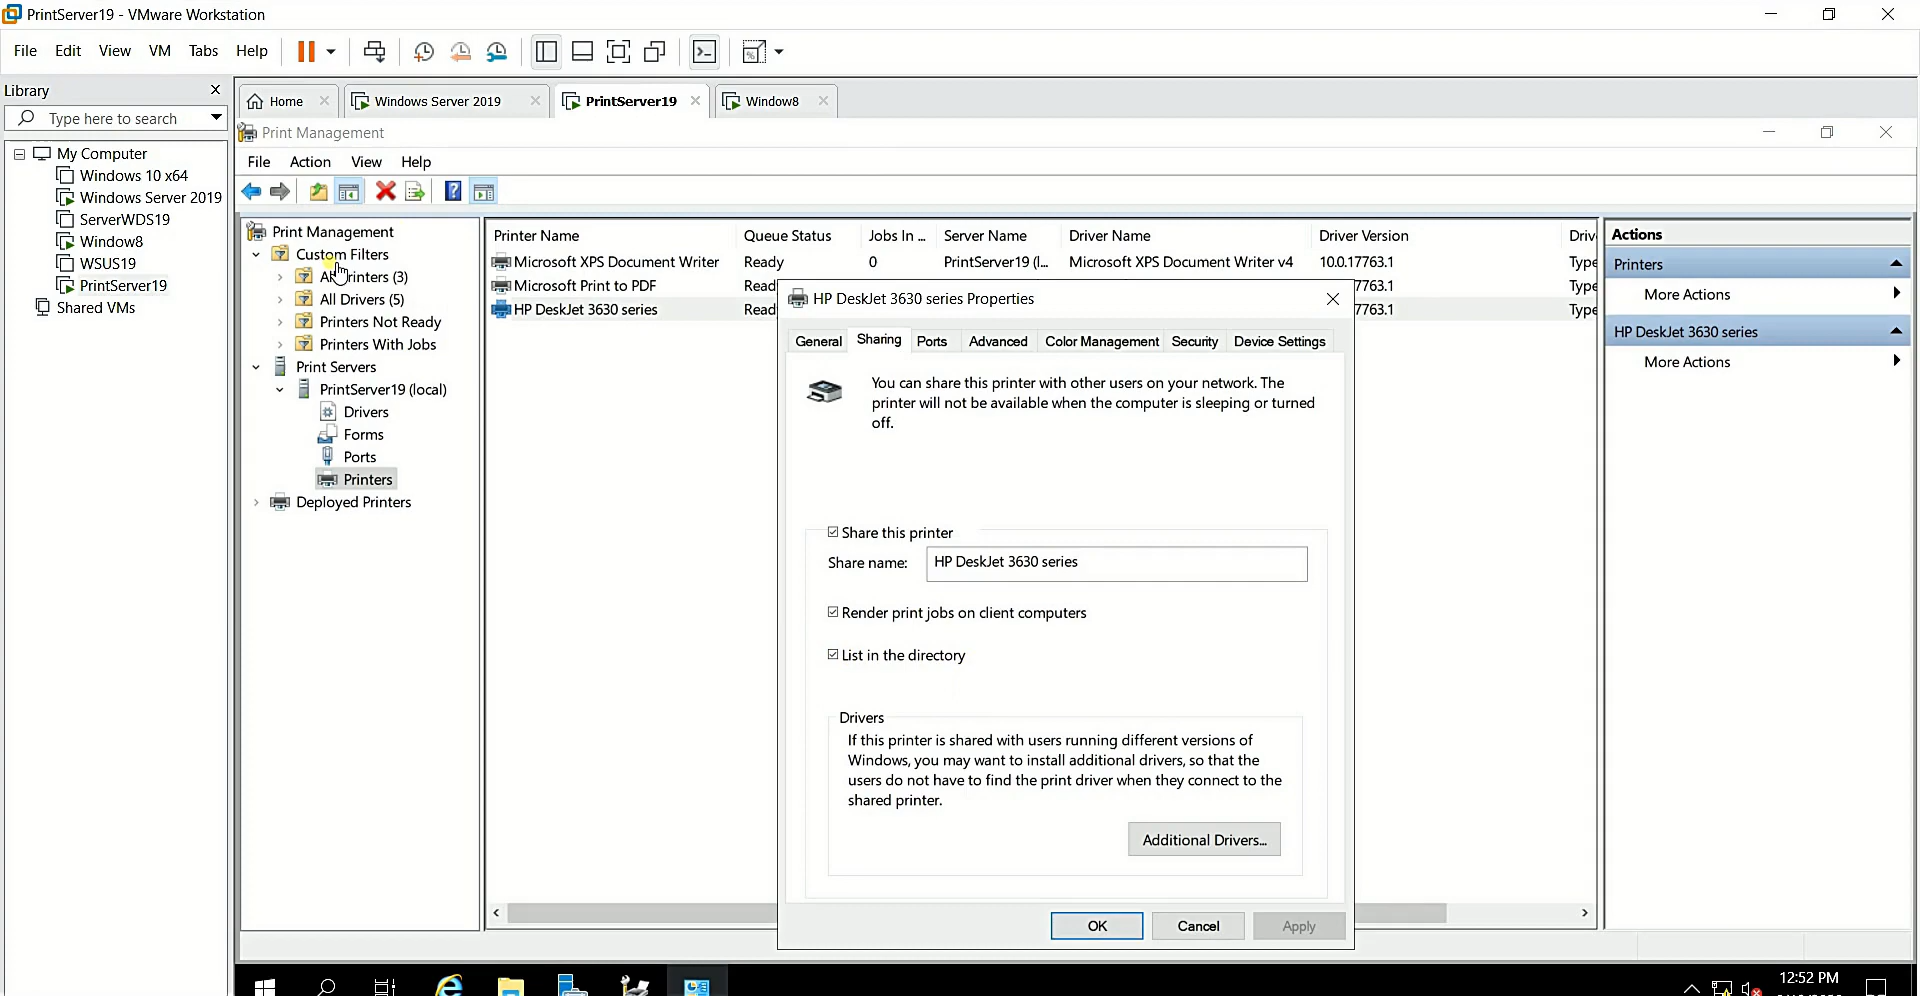 PrintServer19 - VMware Workstation
File Edit View VM Tabs Help
Library
Type here to search
My Computer
Windows 10 x64
Windows Server 2019
ServerWDS19
Window8
WSUS19
PrintServer19
Shared VMs
Home
Windows Server 2019
PrintServer19
Window8
Print Management
File Action View Help
Print Management
Custom Filters
All Printers (3)
All Drivers (5)
Printers Not Ready
Printers With Jobs
Print Servers
PrintServer19 (local)
Drivers
Forms
Ports
Printers
Deployed Printers
Printer Name Queue Status Jobs In ... Server Name Driver Name Driver Version Driv
Microsoft XPS Document Writer Ready 0 PrintServer19 (l... Microsoft XPS Document Writer v4 10.0.17763.1 Type
Microsoft Print to PDF Read 7763.1 Type
HP DeskJet 3630 series Read 7763.1 Type
HP DeskJet 3630 series Properties
General Sharing Ports Advanced Color Management Security Device Settings
You can share this printer with other users on your network. The
printer will not be available when the computer is sleeping or turned
off.
Share this printer
Share name: HP DeskJet 3630 series
Render print jobs on client computers
List in the directory
Drivers
If this printer is shared with users running different versions of
Windows, you may want to install additional drivers, so that the
users do not have to find the print driver when they connect to the
shared printer.
Additional Drivers...
OK Cancel Apply
Actions
Printers
More Actions
HP DeskJet 3630 series
More Actions
12:52 PM